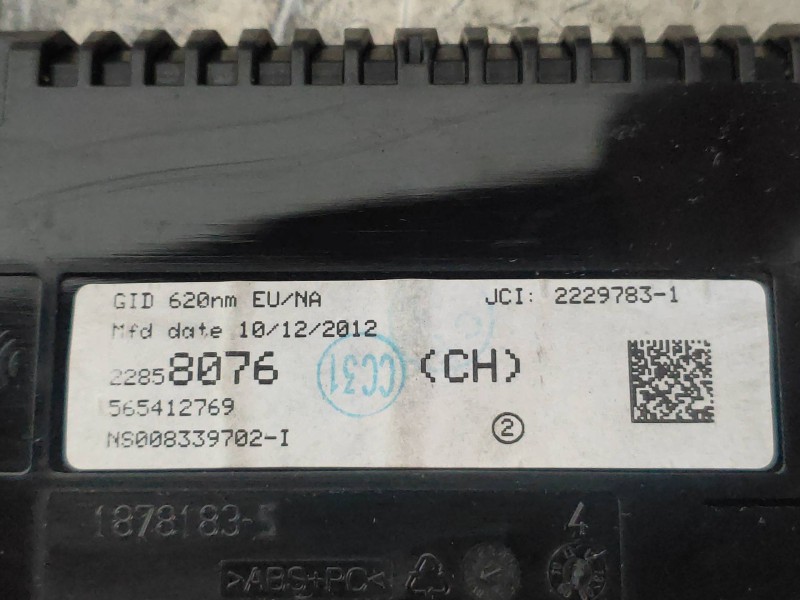 GID 620nm EU/NA JCI: 2229783-1
Mfd date 10/12/2012
22858076 (CH)
CC31
565412769
2
NS008339702-I
1878183-5
4
>ABS+PC<